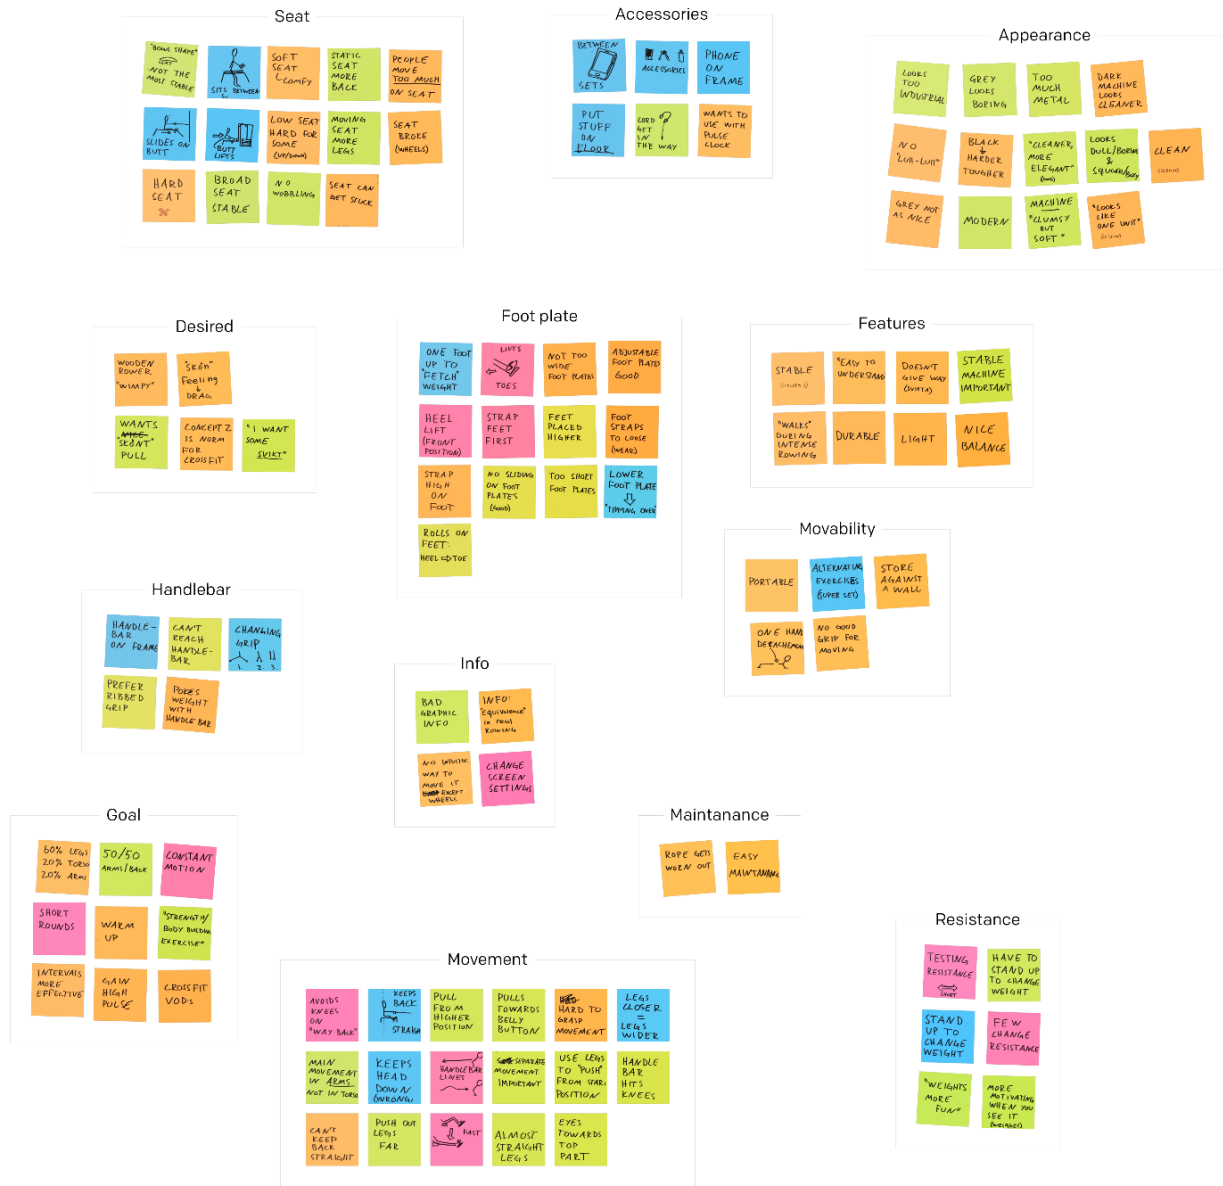 Seat
"BOWL SHAPE"
NOT THE
MOST STABLE
SITS BETWEEN
SOFT
SEAT
COMFY
STATIC
SEAT
MORE
BACK
PEOPLE
MOVE
TOO MUCH
ON SEAT
SLIDES ON
BUTT
BUTT
LIFTS
LOW SEAT
HARD FOR
SOME
(UP/DOWN)
MOVING
SEAT
MORE
LEGS
SEAT
BROKE
(WHEELS)
HARD
SEAT
BROAD
SEAT
STABLE
NO
WOBBLING
SEAT CAN
GET STUCK
Accessories
BETWEEN
SETS
ACCESSORIES
PHONE
ON
FRAME
PUT
STUFF
ON
FLOOR
CORD
GET
IN
THE WAY
WANTS TO
USE WITH
PULSE
CLOCK
Appearance
LOOKS
TOO
INDUSTRIAL
GREY
LOOKS
BORING
TOO
MUCH
METAL
DARK
MACHINE
LOOKS
CLEANER
NO
"LULL-LULL"
BLACK
HARDER
TOUGHER
"CLEANER,
MORE
ELEGANT"
LOOKS
DULL/BORING
&
SQUARE/BOXY
CLEAN
GREY NOT
AS NICE
MODERN
MACHINE
"CLUMSY
BUT
SOFT"
"LOOKS
LIKE
ONE UNIT"
Desired
WOODEN
ROWER
"WIMPY"
"Skön"
Feeling
DRAG
WANTS
NICE
"SKÖNT"
PULL
CONCEPT 2
IS NORM
FOR
CROSSFIT
"I WANT
SOME
SVIKT"
Foot plate
ONE FOOT
UP TO
"FETCH"
WEIGHT
LIFTS
TOES
NOT TOO
WIDE
FOOT PLATES
ADJUSTABLE
FOOT PLATES
GOOD
HEEL
LIFT
(FRONT
POSITION)
STRAP
FEET
FIRST
FEET
PLACED
HIGHER
FOOT
STRAPS
TO LOOSE
(WEAR)
STRAP
HIGH
ON
FOOT
NO SLIDING
ON FOOT
PLATES
(GOOD)
TOO SHORT
FOOT PLATES
LOWER
FOOT PLATE
"TIPPING OVER"
ROLLS ON
FEET:
HEEL TOE
Features
STABLE
"EASY TO
UNDERSTAND
DOESN'T
GIVE WAY
(SVIKTA)
STABLE
MACHINE
IMPORTANT
"WALKS"
DURING
INTENSE
ROWING
DURABLE
LIGHT
NICE
BALANCE
Movability
PORTABLE
ALTERNATING
EXERCISES
(SUPER SET)
STORE
AGAINST
A WALL
ONE HAND
DETACHEMENT
NO GOOD
GRIP FOR
MOVING
Handlebar
HANDLE-
BAR
ON FRAME
CAN'T
REACH
HANDLE-
BAR
CHANGING
GRIP
1. 2. 3.
PREFER
RIBBED
GRIP
POKES
WEIGHT
WITH
HANDLE BAR
Info
BAD
GRAPHIC
INFO
INFO:
"Equivalence"
in real
ROWING
NO INTUITIVE
WAY TO
MOVE IT
EXCEPT
WHEELS
CHANGE
SCREEN
SETTINGS
Goal
60% LEGS
20% TORSO
20% ARMS
50/50
ARMS/BACK
CONSTANT
MOTION
SHORT
ROUNDS
WARM
UP
"STRENGTH/
BODY BUILDING
EXERCISE"
INTERVALS
MORE
EFFECTIVE
GAIN
HIGH
PULSE
CROSSFIT
VODs
Maintanance
ROPE GETS
WORN OUT
EASY
MAINTANANCE
Movement
AVOIDS
KNEES
ON
"WAY BACK"
KEEPS
BACK
STRAIGH
PULL
FROM
HIGHER
POSITION
PULLS
TOWARDS
BELLY
BUTTON
HARD TO
GRASP
MOVEMENT
LEGS
CLOSER
=
LEGS
WIDER
MAIN
MOVEMENT
IN ARMS
NOT IN TORSO
KEEPS
HEAD
DOWN
(WRONG)
HANDLEBAR
LINES
SEPARATE
MOVEMENT
IMPORTANT
USE LEGS
TO "PUSH"
FROM START
POSITION
HANDLE
BAR
HITS
KNEES
CAN'T
KEEP
BACK
STRAIGHT
PUSH OUT
LEGS
FAR
FAST
ALMOST
STRAIGHT
LEGS
EYES
TOWARDS
TOP
PART
Resistance
TESTING
RESISTANCE
HAVE TO
STAND UP
TO CHANGE
WEIGHT
STAND
UP TO
CHANGE
WEIGHT
FEW
CHANGE
RESISTANCE
"WEIGHTS
MORE
FUN"
MORE
MOTIVATING
WHEN YOU
SEE IT
(WEIGHTS)